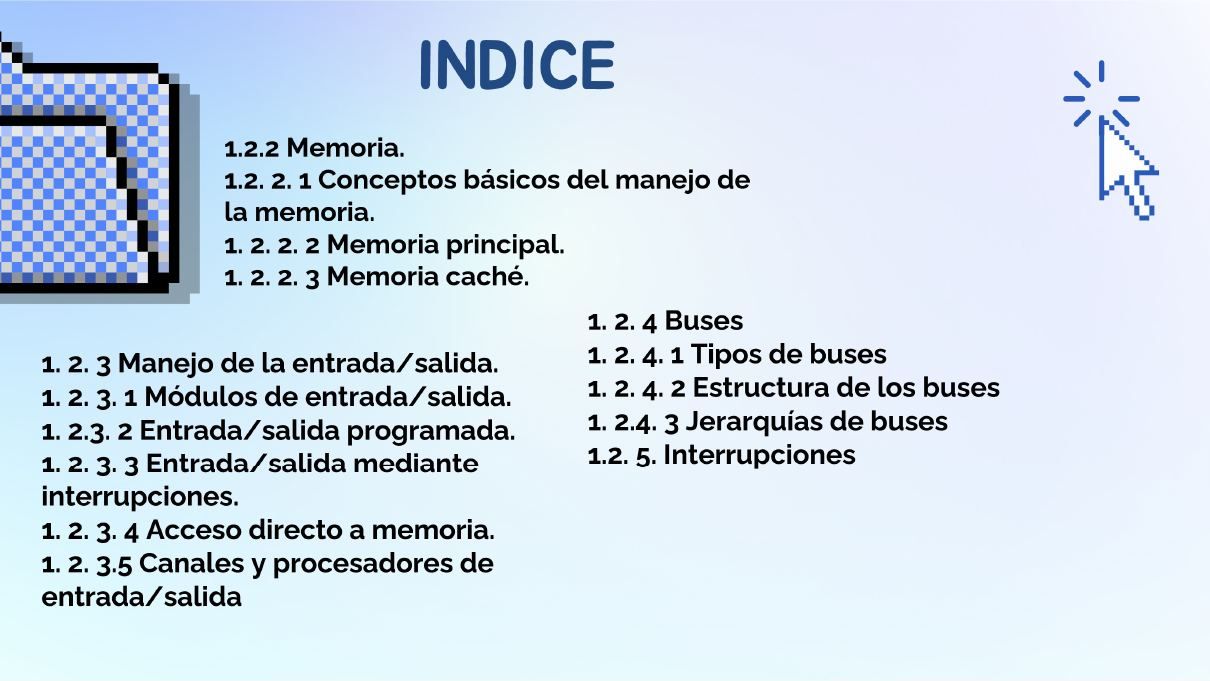 INDICE
1.2.2 Memoria.
1.2. 2. 1 Conceptos básicos del manejo de
la memoria.
1. 2. 2. 2 Memoria principal.
1. 2. 2. 3 Memoria caché.
1. 2. 3 Manejo de la entrada/salida.
1. 2. 3. 1 Módulos de entrada/salida.
1. 2.3. 2 Entrada/salida programada.
1. 2. 3. 3 Entrada/salida mediante
interrupciones.
1. 2. 3. 4 Acceso directo a memoria.
1. 2. 3.5 Canales y procesadores de
entrada/salida
1. 2. 4 Buses
1. 2. 4. 1 Tipos de buses
1. 2. 4. 2 Estructura de los buses
1. 2.4. 3 Jerarquías de buses
1.2. 5. Interrupciones